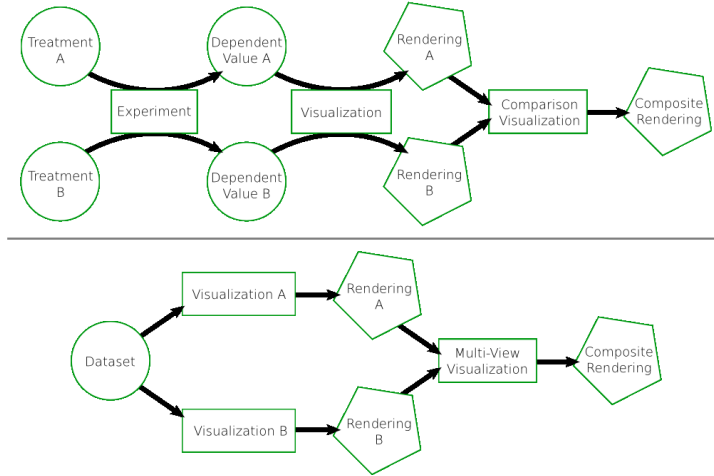 Treatment
A
Dependent
Value A
Rendering
A
Experiment
Visualization
Comparison
Visualization
Composite
Rendering
Treatment
B
Dependent
Value B
Rendering
B
Visualization A
Rendering
A
Dataset
Multi-View
Visualization
Composite
Rendering
Visualization B
Rendering
B